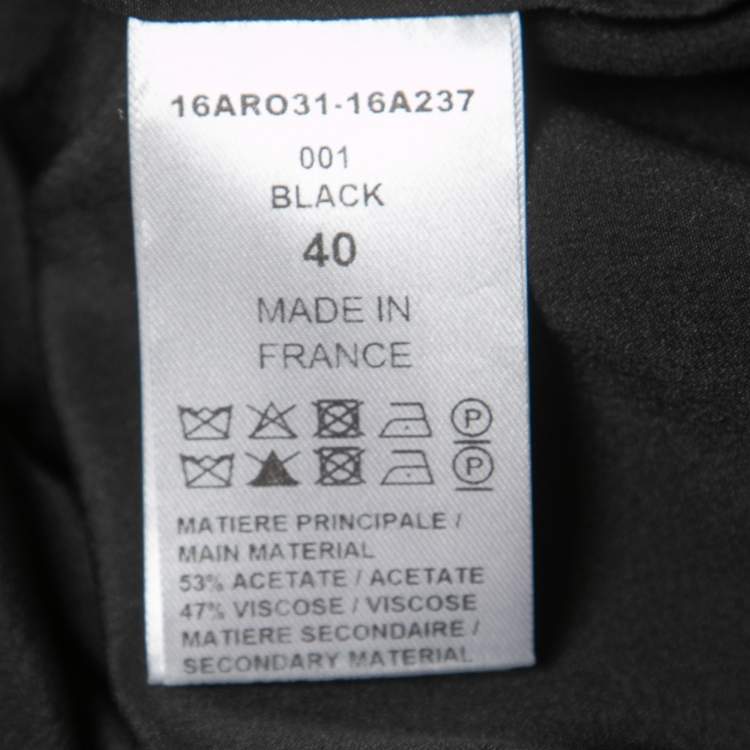 16ARO31-16A237
001
BLACK
40
MADE IN
FRANCE
P
P
MATIERE PRINCIPALE /
MAIN MATERIAL
53% ACETATE / ACETATE
47% VISCOSE / VISCOSE
MATIERE SECONDAIRE /
SECONDARY MATERIAL